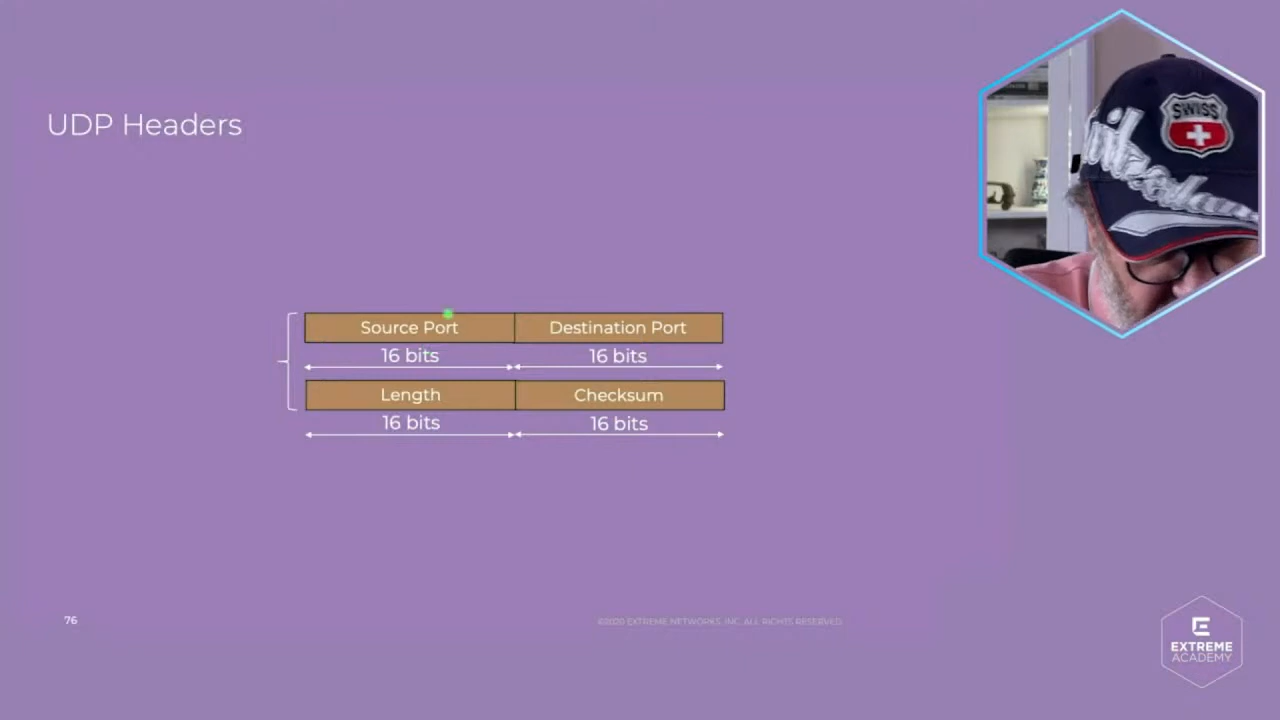 UDP Headers
SWISS
Source Port
Destination Port
16 bits
16 bits
Length
Checksum
16 bits
16 bits
76
©2020 EXTREME NETWORKS, INC. ALL RIGHTS RESERVED.
E
EXTREME
ACADEMY